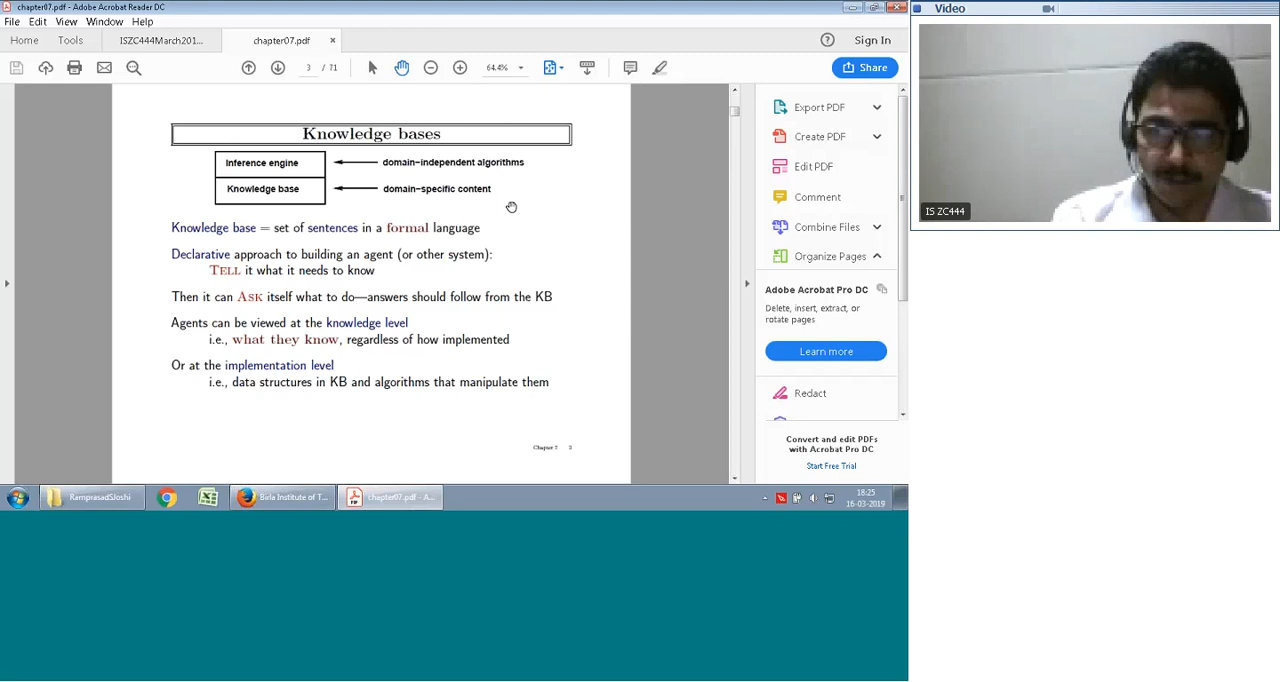 chapter07.pdf - Adobe Acrobat Reader DC
File Edit View Window Help
Home Tools ISZC444March201... chapter07.pdf × Sign In
3 / 71 64.4% Share
Knowledge bases
Inference engine domain−independent algorithms
Knowledge base domain−specific content
Knowledge base = set of sentences in a formal language
Declarative approach to building an agent (or other system):
TELL it what it needs to know
Then it can ASK itself what to do—answers should follow from the KB
Agents can be viewed at the knowledge level
i.e., what they know, regardless of how implemented
Or at the implementation level
i.e., data structures in KB and algorithms that manipulate them
Chapter 7 3
Export PDF
Create PDF
Edit PDF
Comment
Combine Files
Organize Pages
Adobe Acrobat Pro DC
Delete, insert, extract, or
rotate pages
Learn more
Redact
Convert and edit PDFs
with Acrobat Pro DC
Start Free Trial
RamprasadSJoshi Birla Institute of T... chapter07.pdf - A...
18:25
16-03-2019
Video
IS ZC444